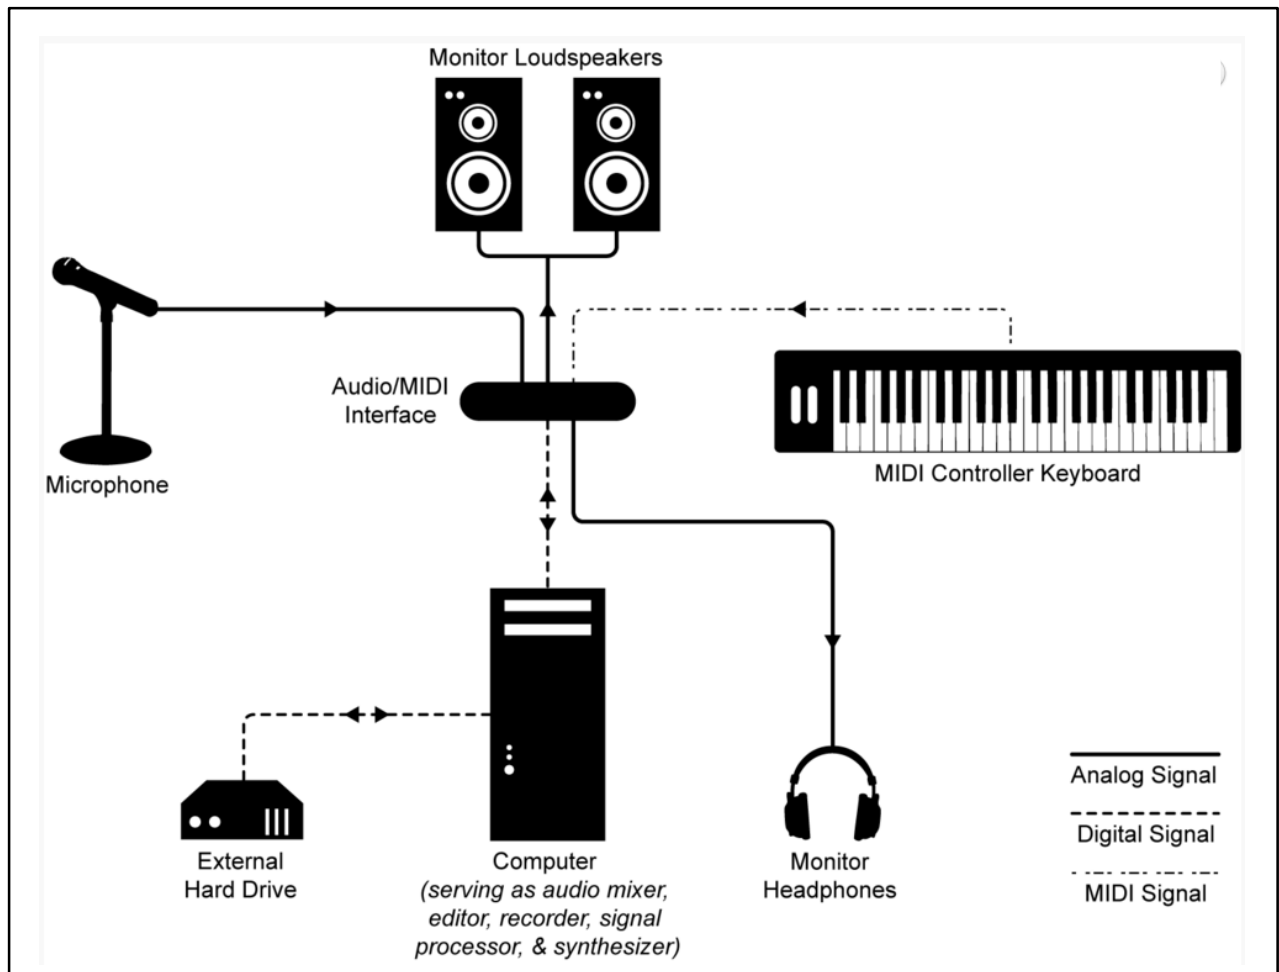 Monitor Loudspeakers
Audio/MIDI
Interface
Microphone
MIDI Controller Keyboard
External
Hard Drive
Computer
(serving as audio mixer,
editor, recorder, signal
processor, & synthesizer)
Monitor
Headphones
Analog Signal
Digital Signal
MIDI Signal